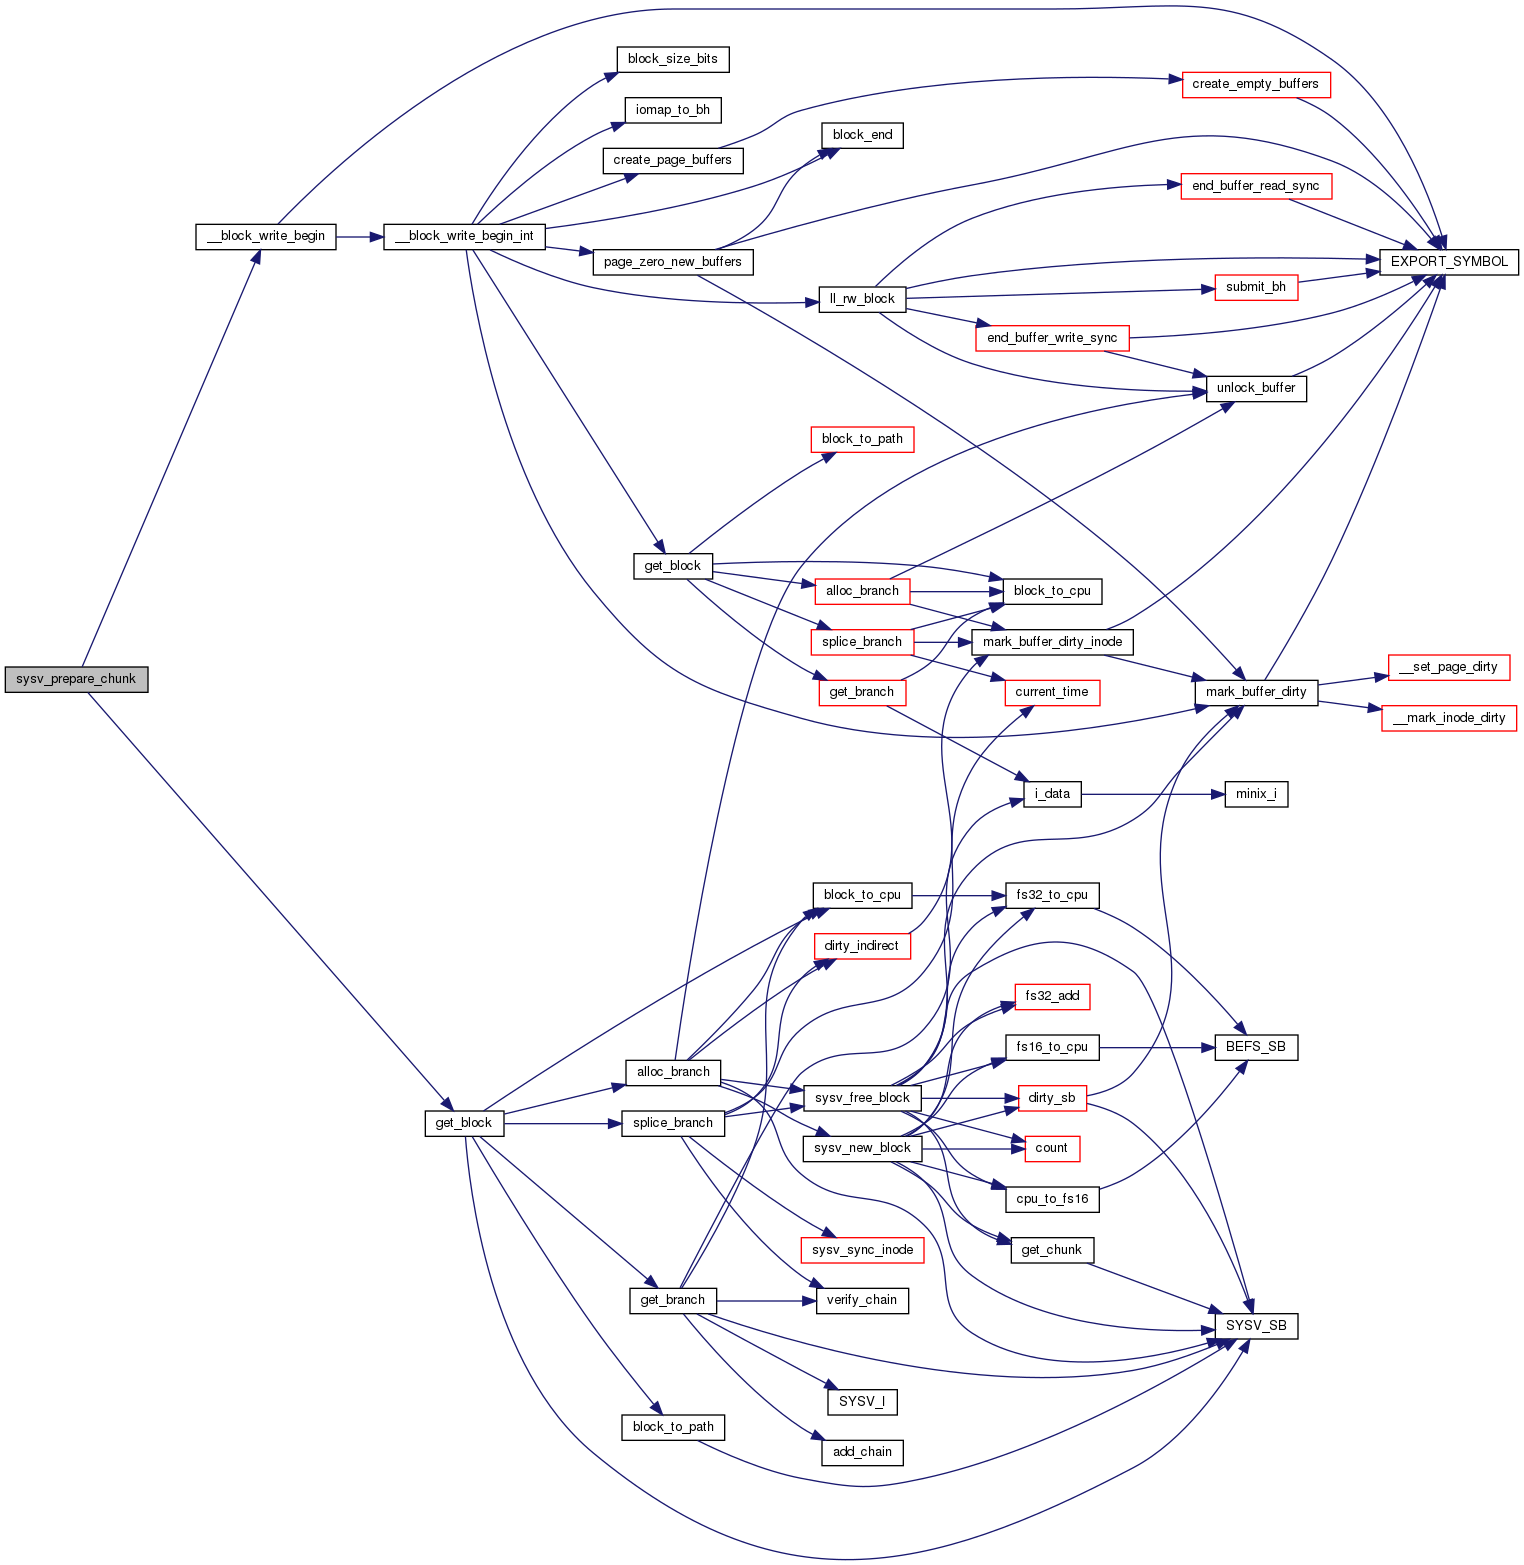 block_size_bits
create_empty_buffers
iomap_to_bh
block_end
create_page_buffers
end_buffer_read_sync
__block_write_begin
__block_write_begin_int
page_zero_new_buffers
EXPORT_SYMBOL
submit_bh
ll_rw_block
end_buffer_write_sync
unlock_buffer
block_to_path
get_block
alloc_branch
block_to_cpu
splice_branch
mark_buffer_dirty_inode
__set_page_dirty
sysv_prepare_chunk
get_branch
current_time
mark_buffer_dirty
__mark_inode_dirty
i_data
minix_i
block_to_cpu
fs32_to_cpu
dirty_indirect
fs32_add
fs16_to_cpu
BEFS_SB
alloc_branch
sysv_free_block
dirty_sb
get_block
splice_branch
sysv_new_block
count
cpu_to_fs16
sysv_sync_inode
get_chunk
get_branch
verify_chain
SYSV_SB
SYSV_I
block_to_path
add_chain